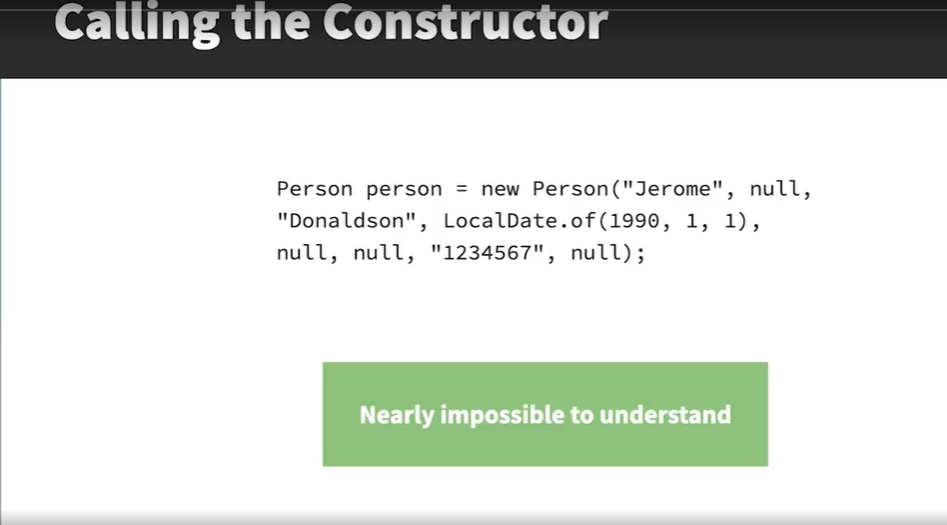 Calling the Constructor
Person person = new Person("Jerome", null,
"Donaldson", LocalDate.of(1990, 1, 1),
null, null, "1234567", null);
Nearly impossible to understand